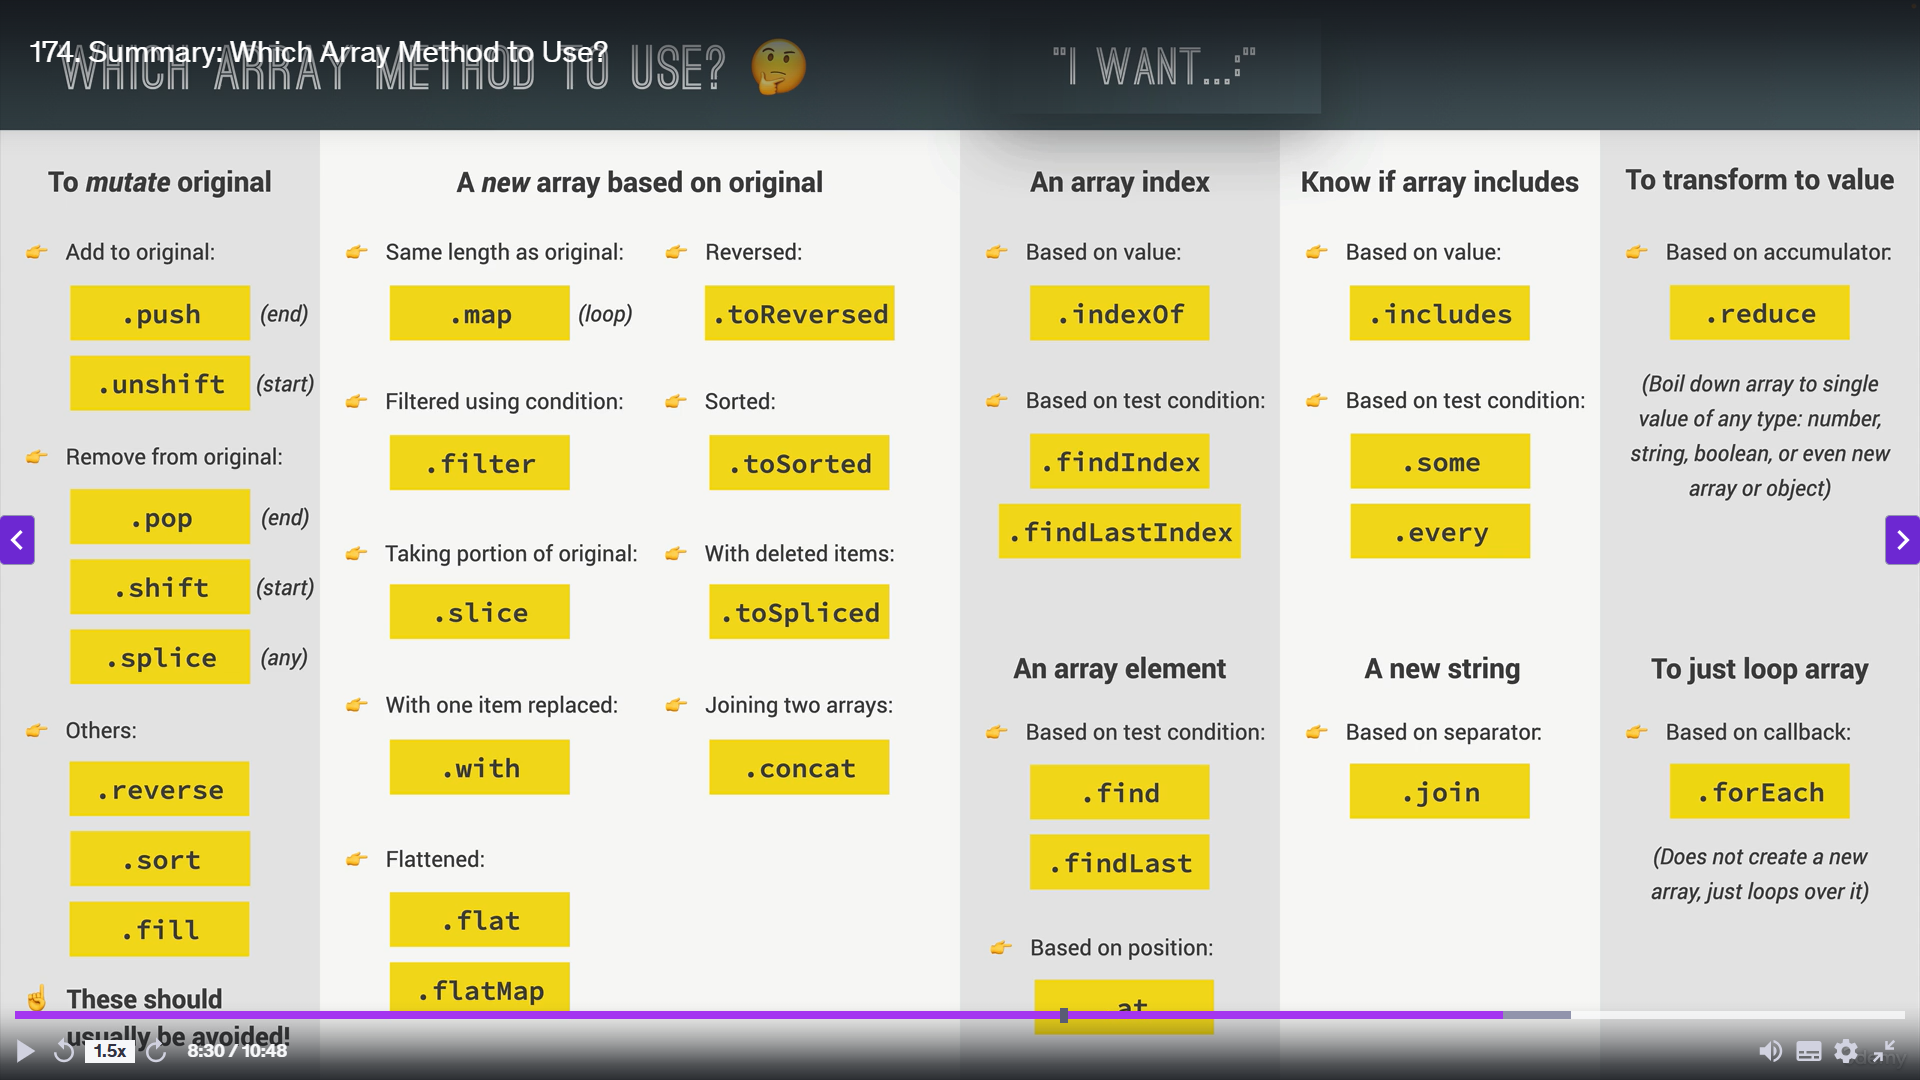 174. Summary: Which Array Method to Use?
WHICH ARRAY METHOD TO USE? 🤔
"I WANT...:"
To mutate original
👉 Add to original:
.push (end)
.unshift (start)
👉 Remove from original:
.pop (end)
.shift (start)
.splice (any)
👉 Others:
.reverse
.sort
.fill
☝️ These should
usually be avoided!
A new array based on original
👉 Same length as original:
.map (loop)
👉 Filtered using condition:
.filter
👉 Taking portion of original:
.slice
👉 With one item replaced:
.with
👉 Flattened:
.flat
.flatMap
👉 Reversed:
.toReversed
👉 Sorted:
.toSorted
👉 With deleted items:
.toSpliced
👉 Joining two arrays:
.concat
An array index
👉 Based on value:
.indexOf
👉 Based on test condition:
.findIndex
.findLastIndex
An array element
👉 Based on test condition:
.find
.findLast
👉 Based on position:
.at
Know if array includes
👉 Based on value:
.includes
👉 Based on test condition:
.some
.every
A new string
👉 Based on separator:
.join
To transform to value
👉 Based on accumulator:
.reduce
(Boil down array to single
value of any type: number,
string, boolean, or even new
array or object)
To just loop array
👉 Based on callback:
.forEach
(Does not create a new
array, just loops over it)
1.5x
8:30 / 10:48